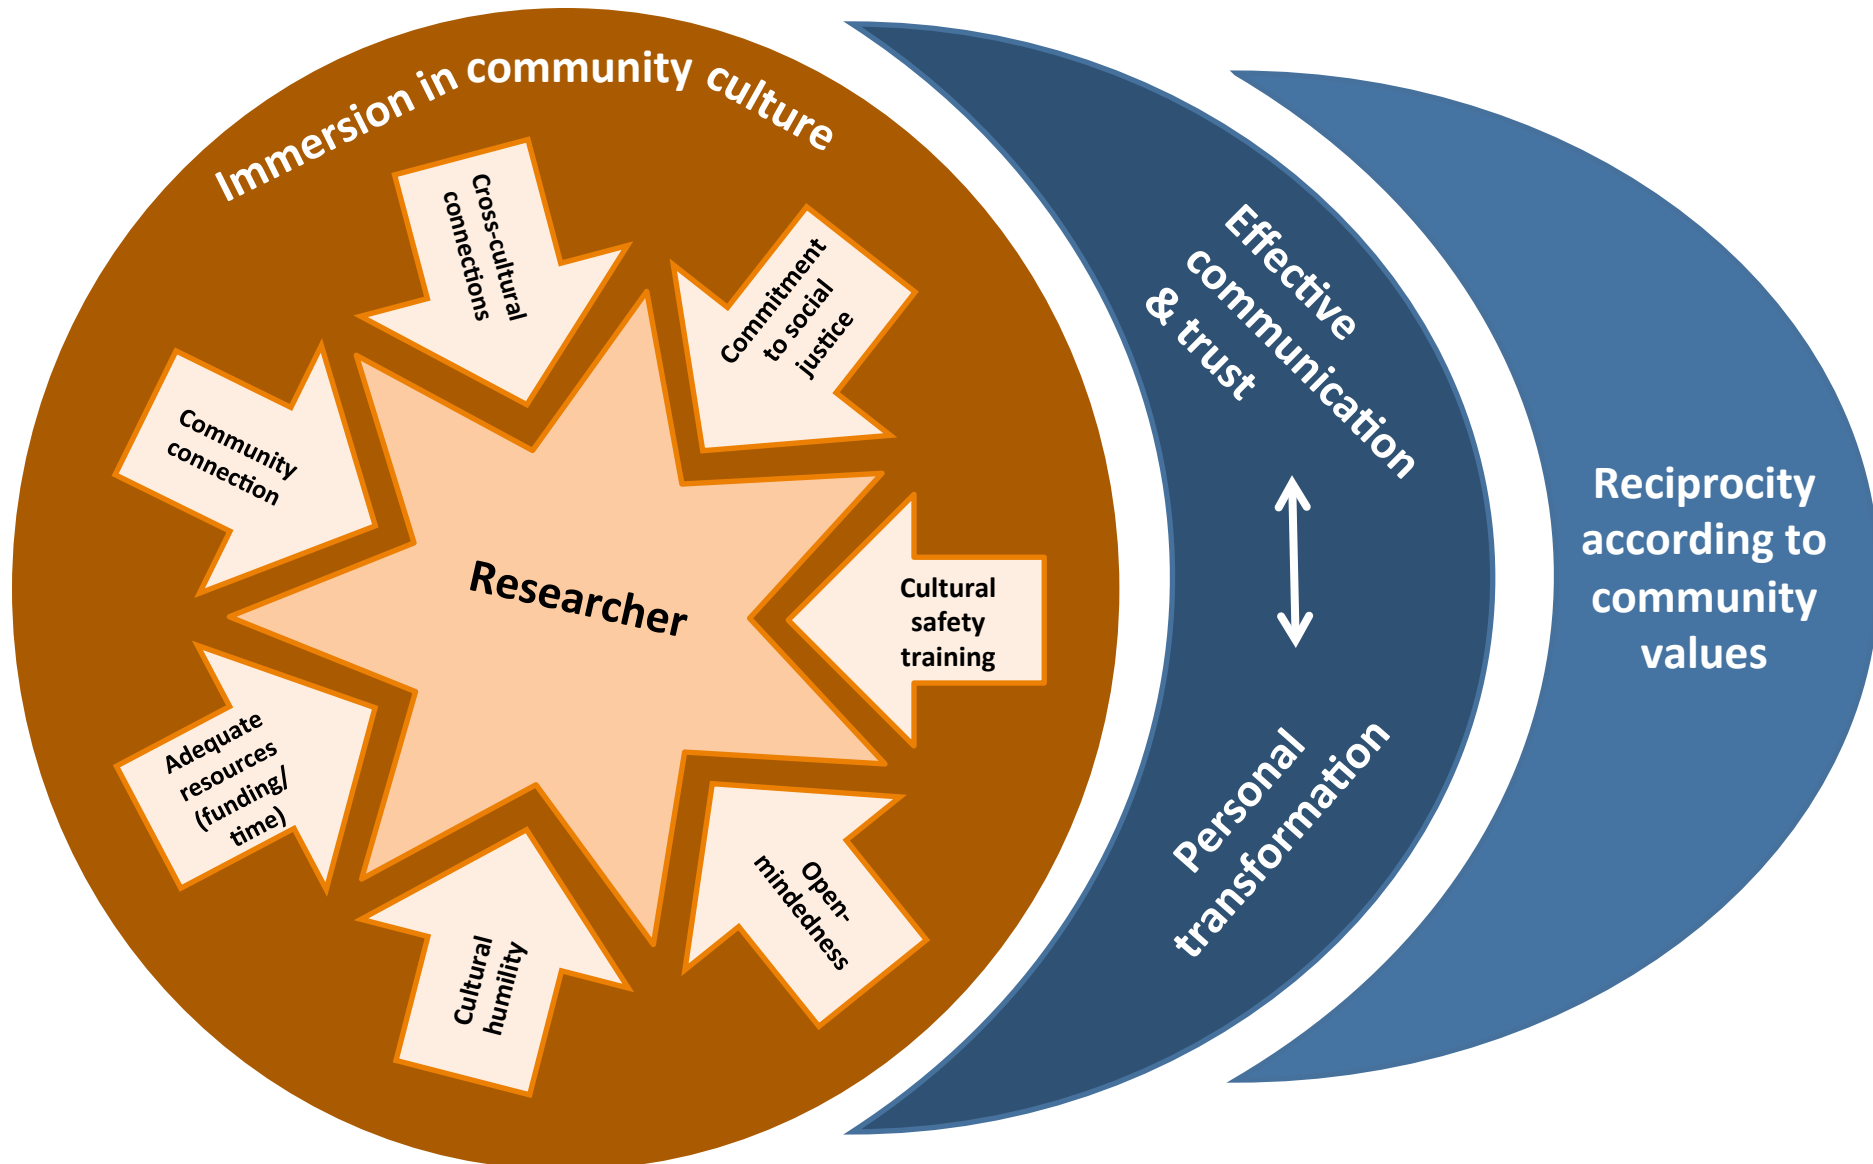 Immersion in community culture
Cross-cultural
connections
Commitment
to social
justice
Community
connection
Researcher
Cultural
safety
training
Adequate
resources
(funding/
time)
Cultural
humility
Open-
mindedness
Effective
communication
& trust
Personal
transformation
Reciprocity
according to
community
values